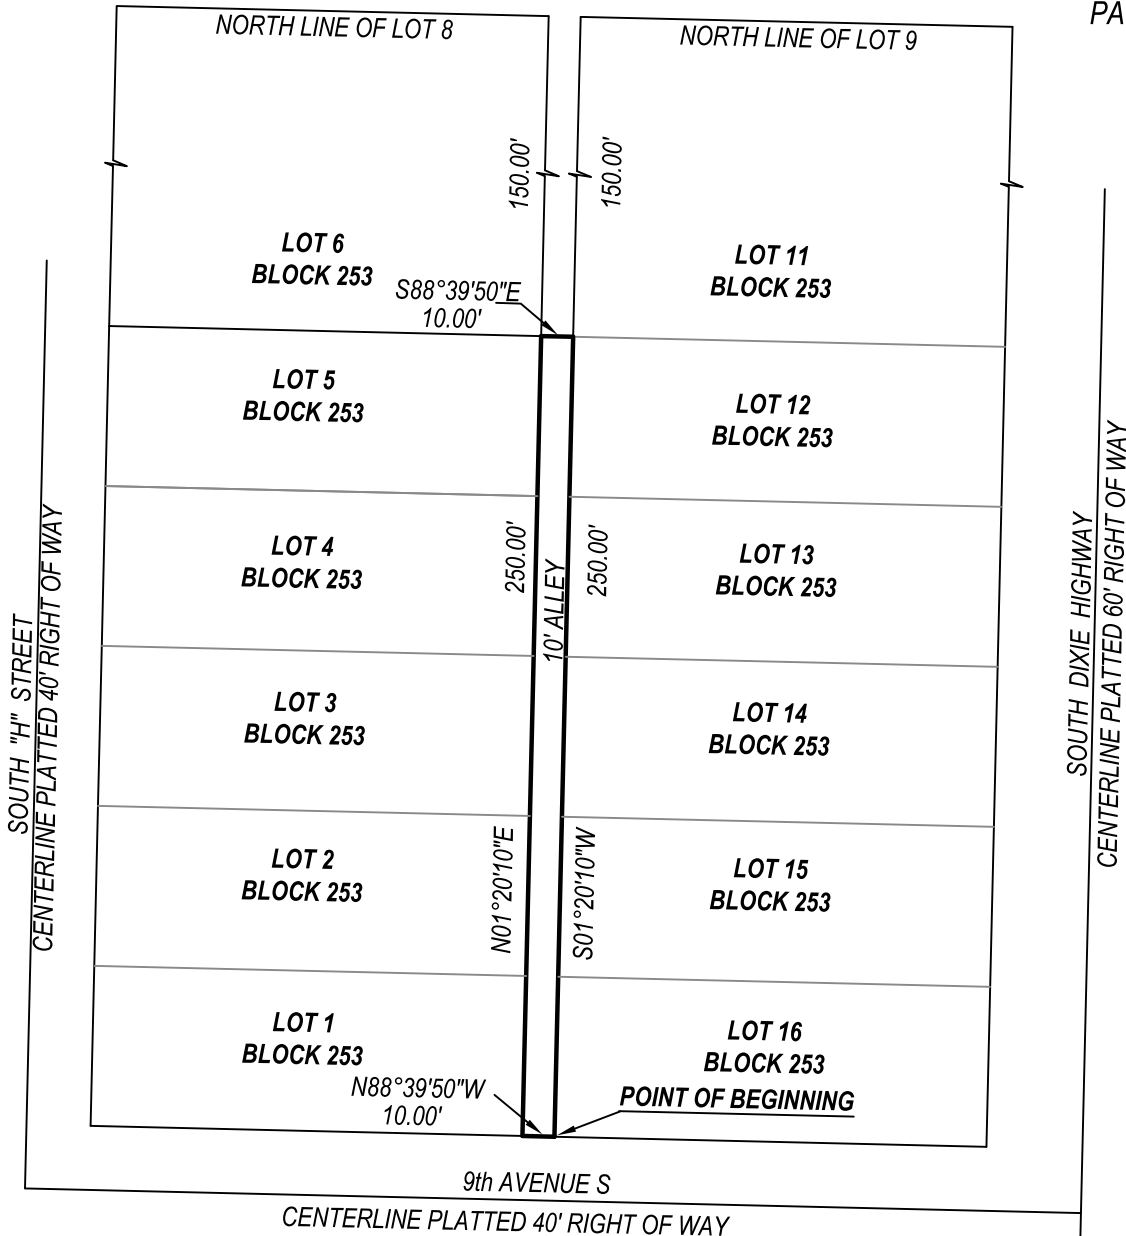 PA
NORTH LINE OF LOT 8
NORTH LINE OF LOT 9
150.00'
150.00'
LOT 6
BLOCK 253
LOT 11
BLOCK 253
S88°39'50"E
10.00'
LOT 5
BLOCK 253
LOT 12
BLOCK 253
LOT 4
BLOCK 253
250.00'
10' ALLEY
250.00'
LOT 13
BLOCK 253
SOUTH "H" STREET
CENTERLINE PLATTED 40' RIGHT OF WAY
SOUTH DIXIE HIGHWAY
CENTERLINE PLATTED 60' RIGHT OF WAY
LOT 3
BLOCK 253
LOT 14
BLOCK 253
LOT 2
BLOCK 253
N01°20'10"E
S01°20'10"W
LOT 15
BLOCK 253
LOT 1
BLOCK 253
LOT 16
BLOCK 253
N88°39'50"W
10.00'
POINT OF BEGINNING
9th AVENUE S
CENTERLINE PLATTED 40' RIGHT OF WAY